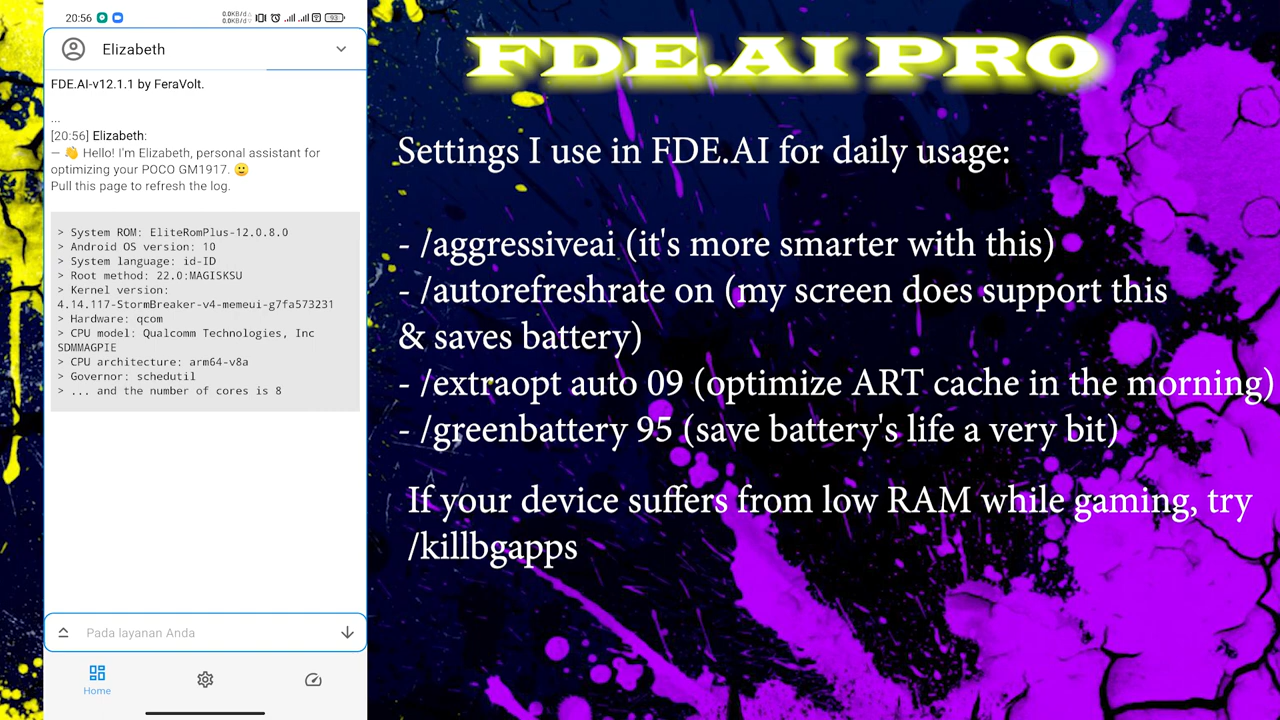 20:56
0.0KB/d
0.0KB/d
93
Elizabeth
FDE.AI-v12.1.1 by FeraVolt.
...
[20:56] Elizabeth:
— 👋 Hello! I'm Elizabeth, personal assistant for
optimizing your POCO GM1917. 🙂
Pull this page to refresh the log.
> System ROM: EliteRomPlus-12.0.8.0
> Android OS version: 10
> System language: id-ID
> Root method: 22.0:MAGISKSU
> Kernel version:
4.14.117-StormBreaker-v4-memeui-g7fa573231
> Hardware: qcom
> CPU model: Qualcomm Technologies, Inc
SDMMAGPIE
> CPU architecture: arm64-v8a
> Governor: schedutil
> ... and the number of cores is 8
Pada layanan Anda
Home
FDE.AI PRO
Settings I use in FDE.AI for daily usage:
- /aggressiveai (it's more smarter with this)
- /autorefreshrate on (my screen does support this
& saves battery)
- /extraopt auto 09 (optimize ART cache in the morning)
- /greenbattery 95 (save battery's life a very bit)
If your device suffers from low RAM while gaming, try
/killbgapps